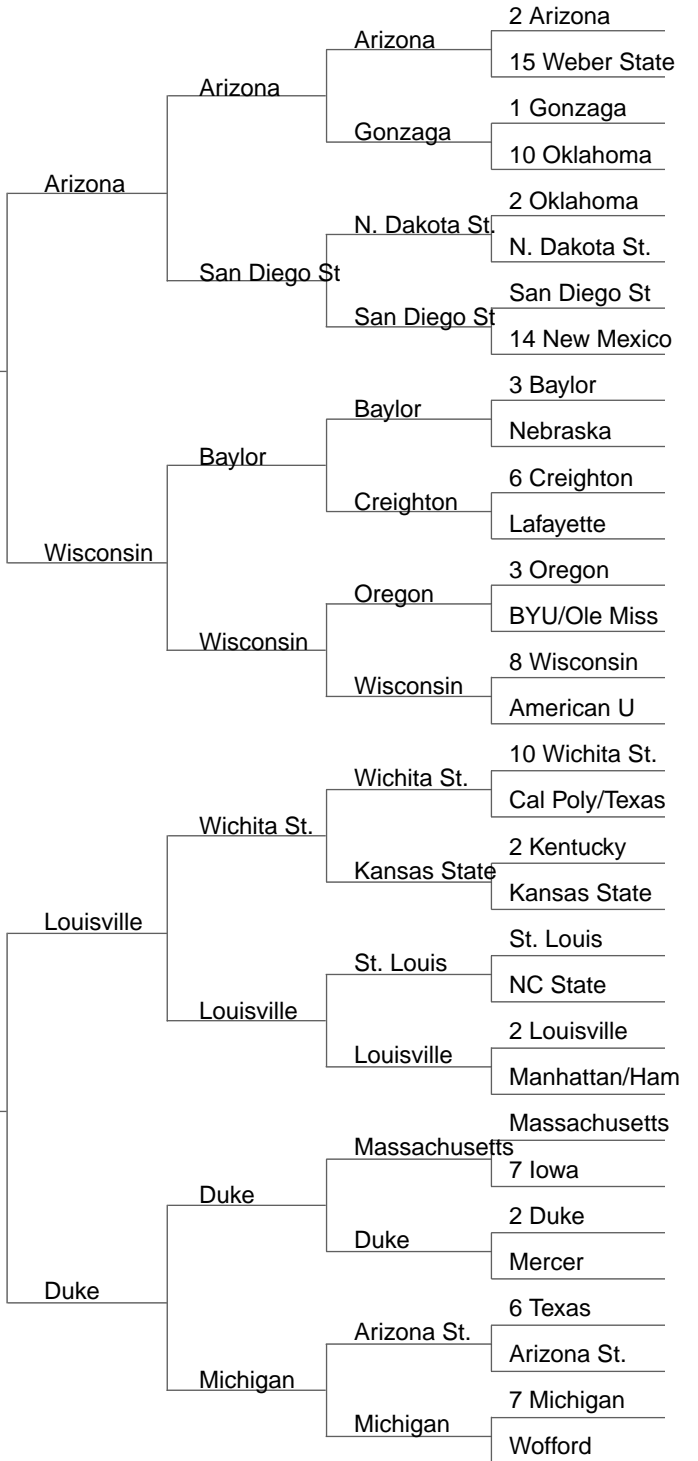 2 Arizona
Arizona
15 Weber State
Arizona
1 Gonzaga
Gonzaga
10 Oklahoma
Arizona
2 Oklahoma
N. Dakota St.
N. Dakota St.
San Diego St
San Diego St
San Diego St
14 New Mexico
3 Baylor
Baylor
Nebraska
Baylor
6 Creighton
Creighton
Lafayette
Wisconsin
3 Oregon
Oregon
BYU/Ole Miss
Wisconsin
8 Wisconsin
Wisconsin
American U
10 Wichita St.
Wichita St.
Cal Poly/Texas
Wichita St.
2 Kentucky
Kansas State
Kansas State
Louisville
St. Louis
St. Louis
NC State
Louisville
2 Louisville
Louisville
Manhattan/Ham
Massachusetts
Massachusetts
7 Iowa
Duke
2 Duke
Duke
Mercer
Duke
6 Texas
Arizona St.
Arizona St.
Michigan
7 Michigan
Michigan
Wofford